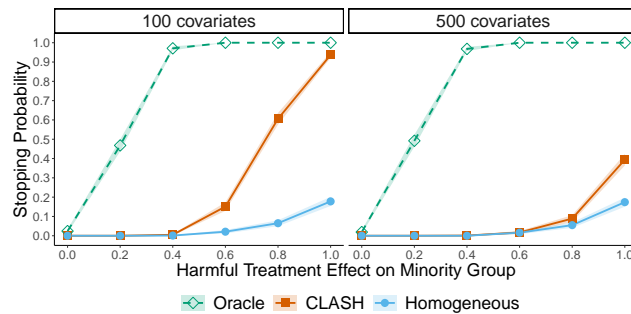 100 covariates
500 covariates
Stopping Probability
1.0
0.9
0.8
0.7
0.6
0.5
0.4
0.3
0.2
0.1
0.0
0.0 0.2 0.4 0.6 0.8 1.0
0.0 0.2 0.4 0.6 0.8 1.0
Harmful Treatment Effect on Minority Group
Oracle CLASH Homogeneous